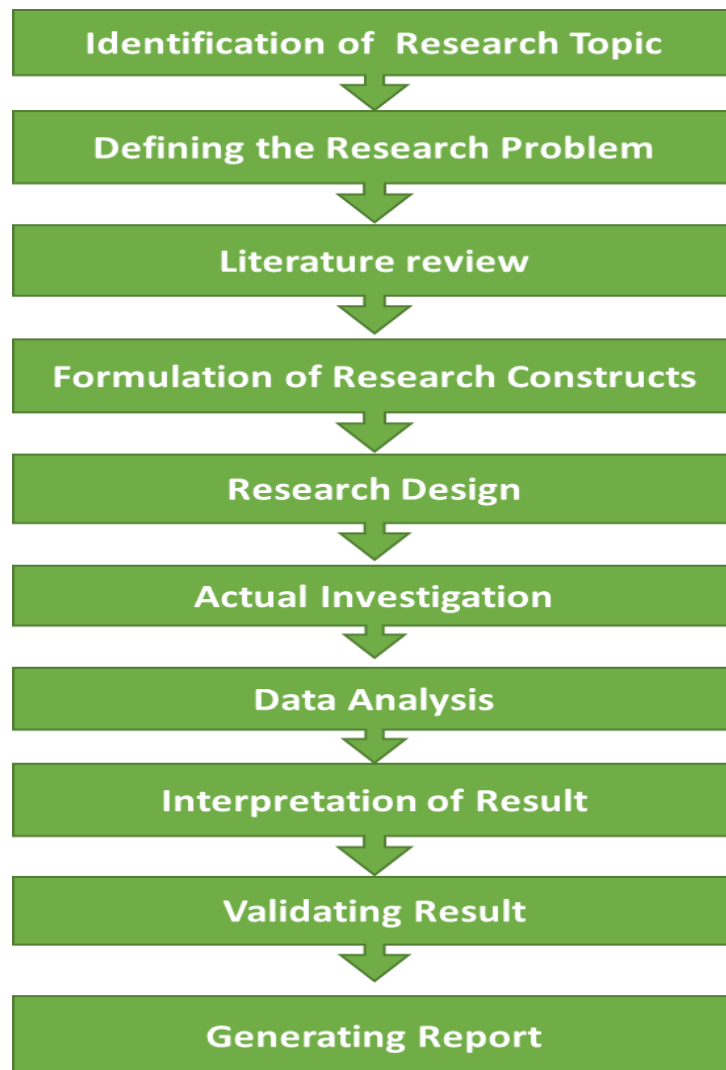 Identification of Research Topic
Defining the Research Problem
Literature review
Formulation of Research Constructs
Research Design
Actual Investigation
Data Analysis
Interpretation of Result
Validating Result
Generating Report